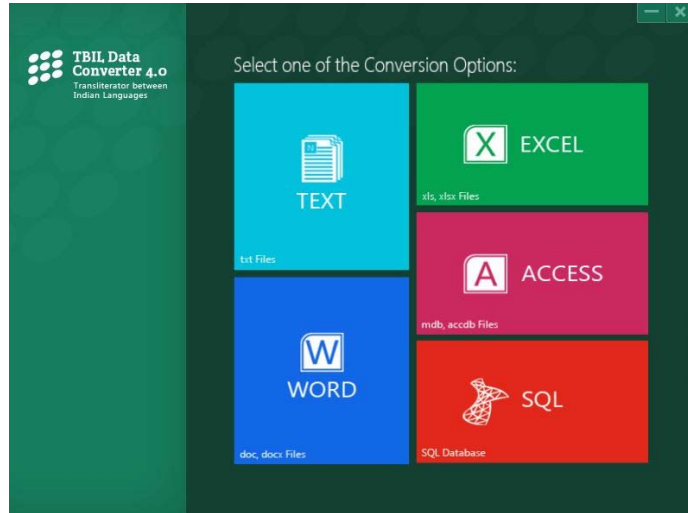 TBIL Data
Converter 4.0
Transliterator between
Indian Languages
Select one of the Conversion Options:
N
TEXT
txt Files
X EXCEL
xls, xlsx Files
A ACCESS
mdb, accdb Files
W
WORD
doc, docx Files
SQL
SQL Database